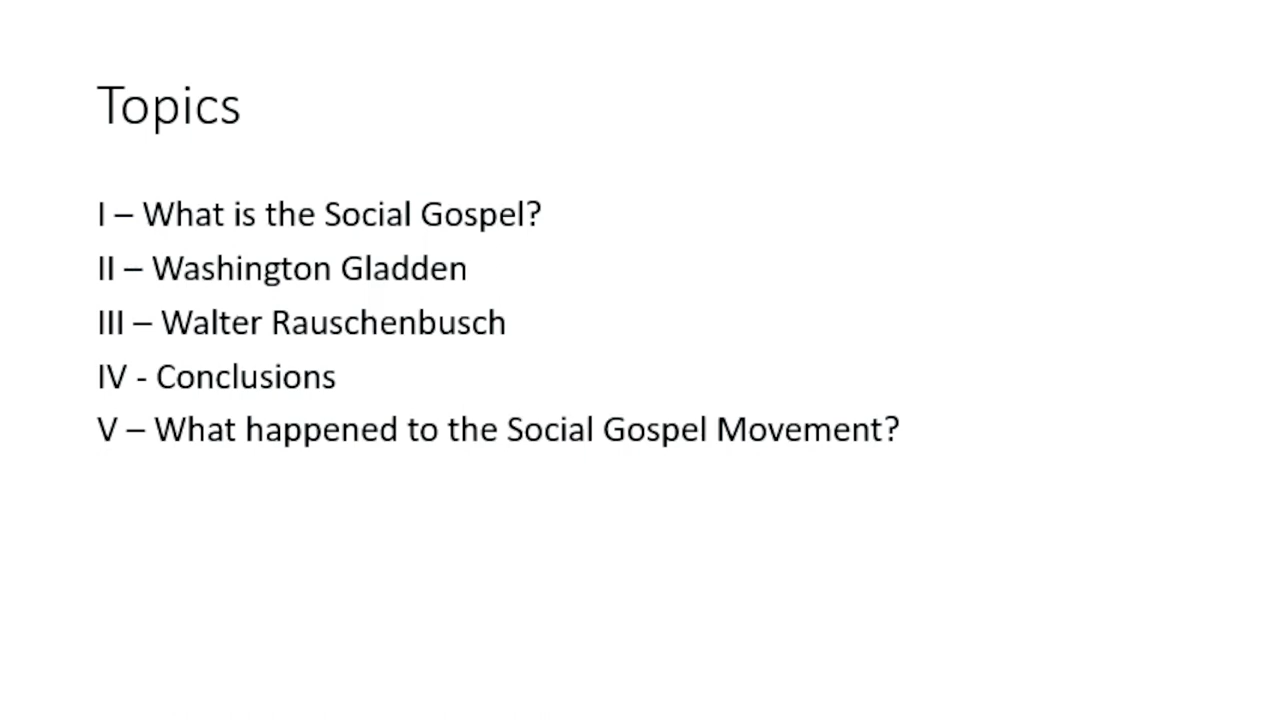 Topics
I – What is the Social Gospel?
II – Washington Gladden
III – Walter Rauschenbusch
IV - Conclusions
V – What happened to the Social Gospel Movement?